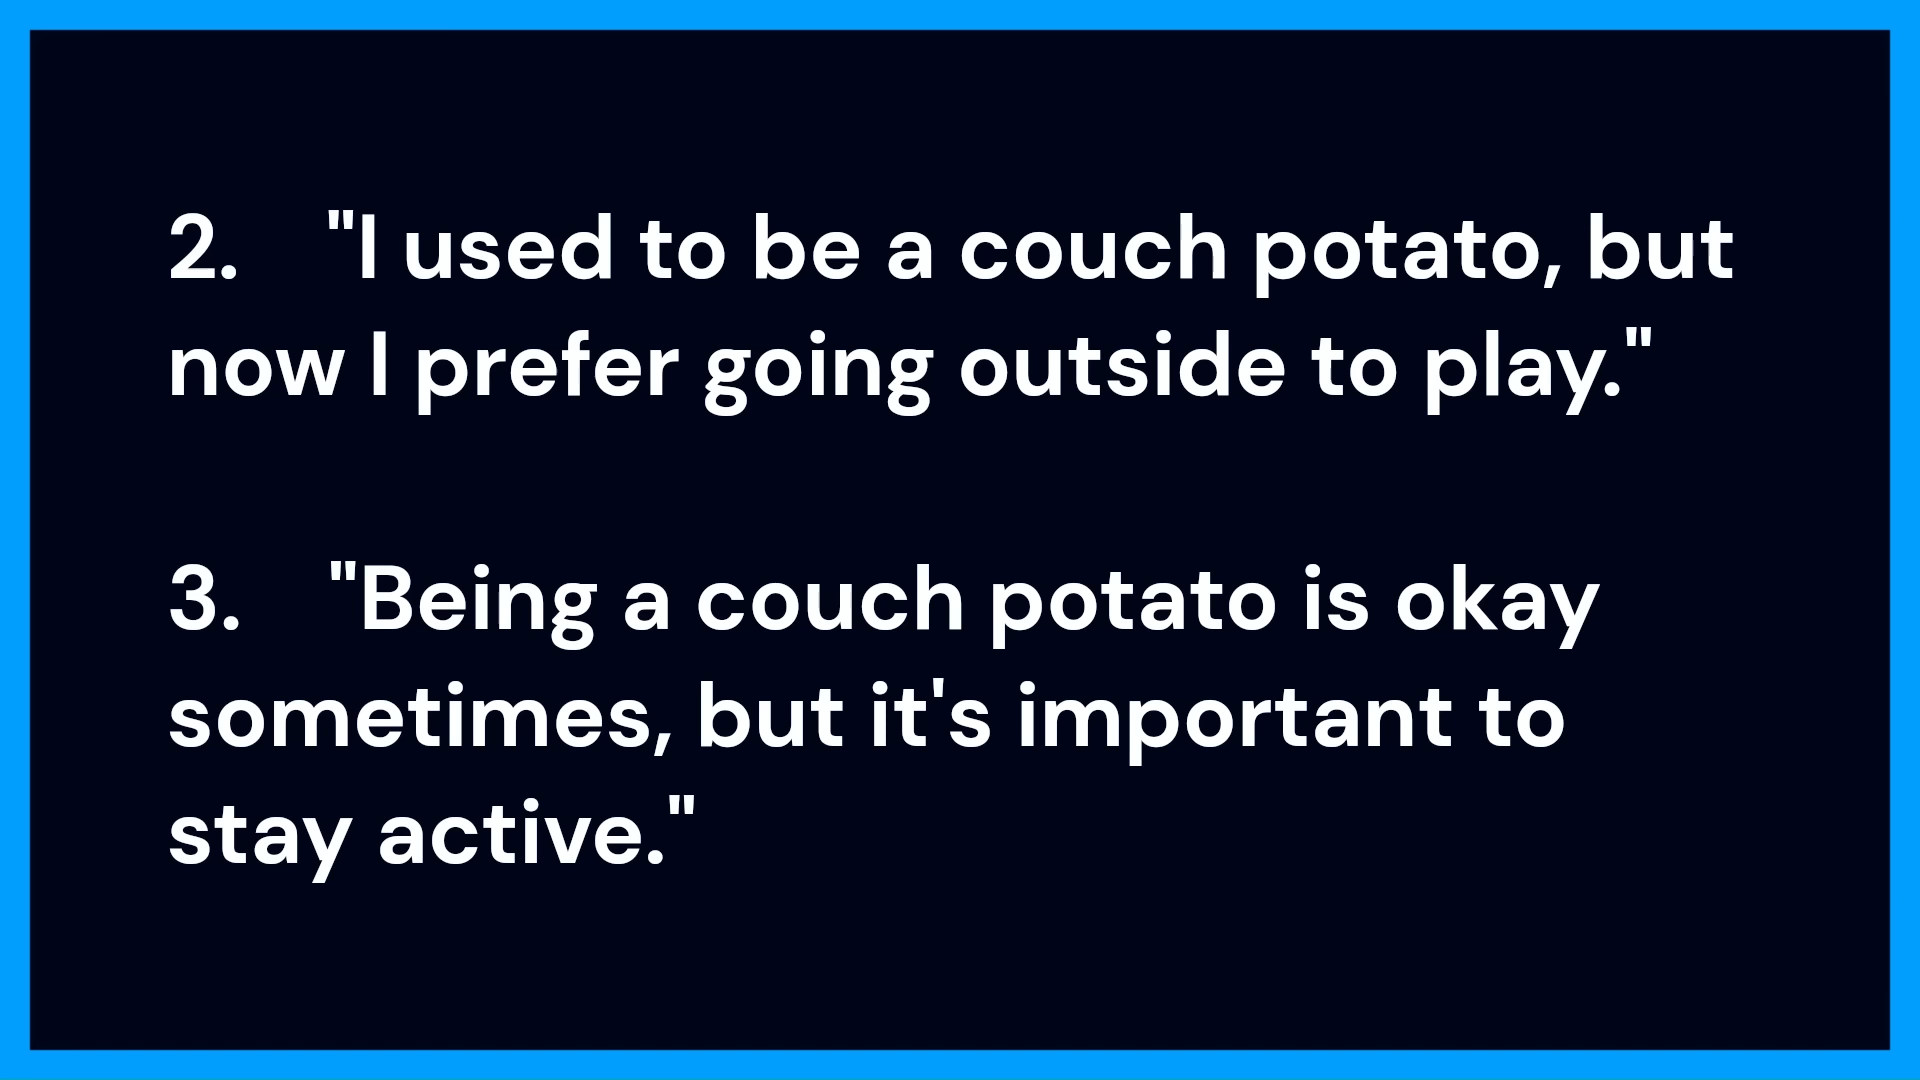 2. "I used to be a couch potato, but
now I prefer going outside to play."
3. "Being a couch potato is okay
sometimes, but it's important to
stay active."